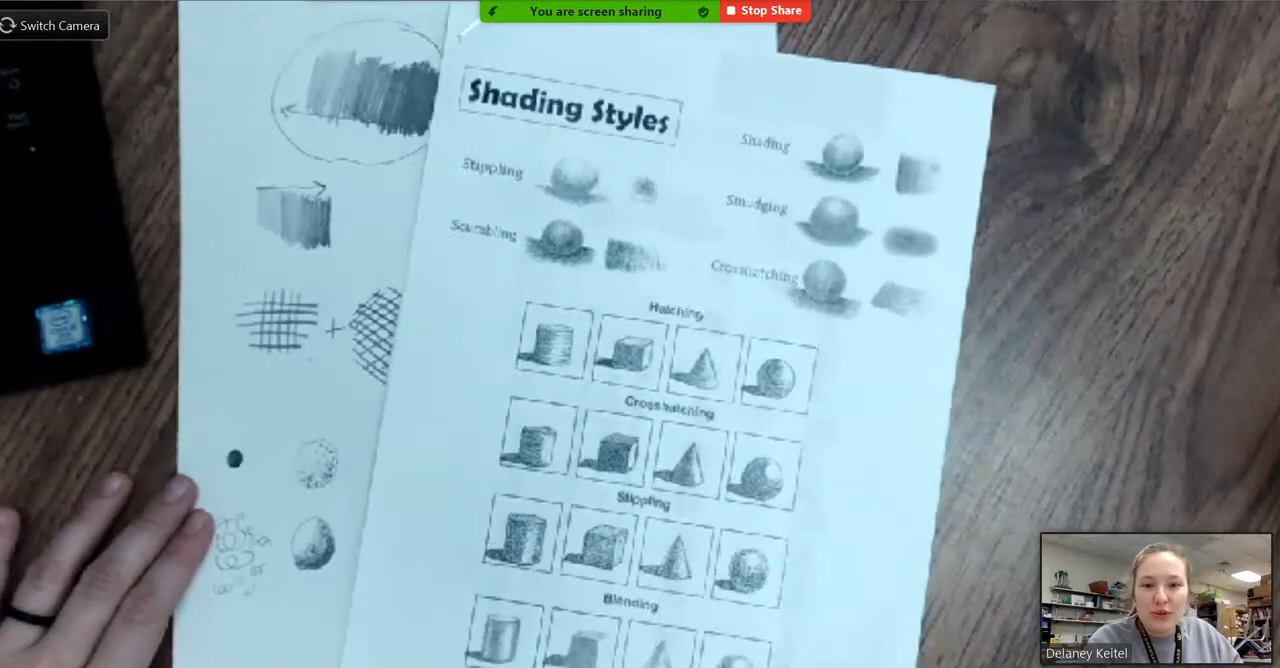 Switch Camera
You are screen sharing
Stop Share
Shading Styles
Stippling
Scumbling
Shading
Smudging
Crosshatching
Hatching
Crosshatching
Stippling
Blending
Delaney Keitel